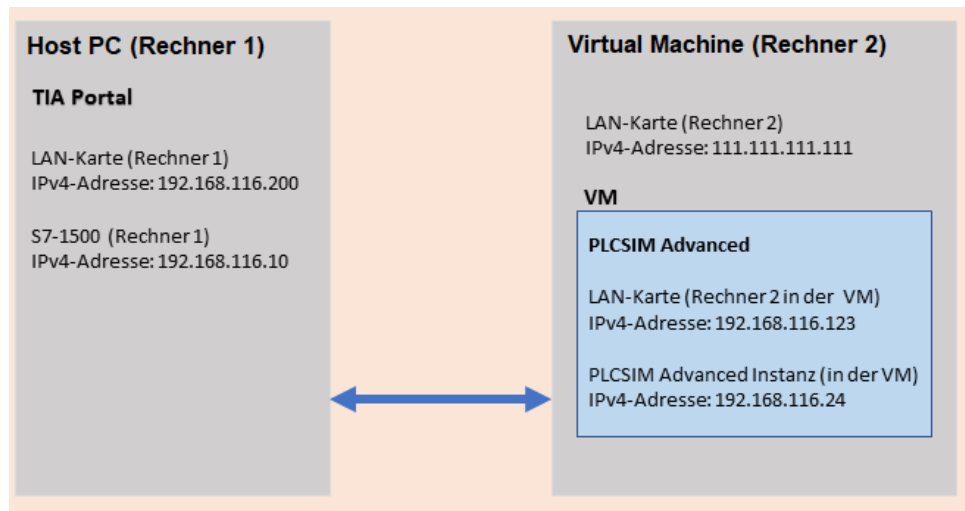 Host PC (Rechner 1)
TIA Portal
LAN-Karte (Rechner 1)
IPv4-Adresse: 192.168.116.200
S7-1500 (Rechner 1)
IPv4-Adresse: 192.168.116.10
Virtual Machine (Rechner 2)
LAN-Karte (Rechner 2)
IPv4-Adresse: 111.111.111.111
VM
PLCSIM Advanced
LAN-Karte (Rechner 2 in der VM)
IPv4-Adresse: 192.168.116.123
PLCSIM Advanced Instanz (in der VM)
IPv4-Adresse: 192.168.116.24